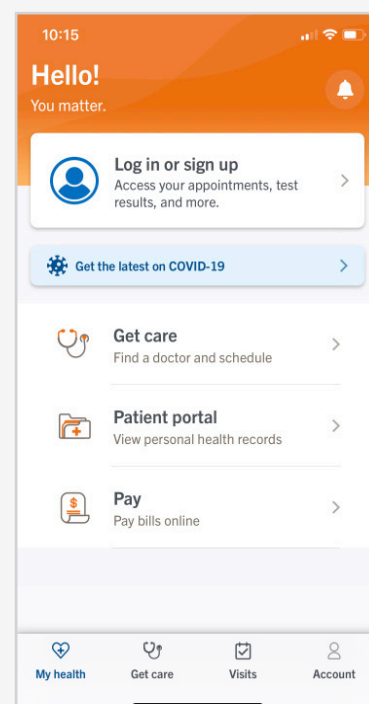 10:15
Hello!
You matter.
Log in or sign up
Access your appointments, test
results, and more.
Get the latest on COVID-19
Get care
Find a doctor and schedule
Patient portal
View personal health records
$
Pay
Pay bills online
My health
Get care
Visits
Account